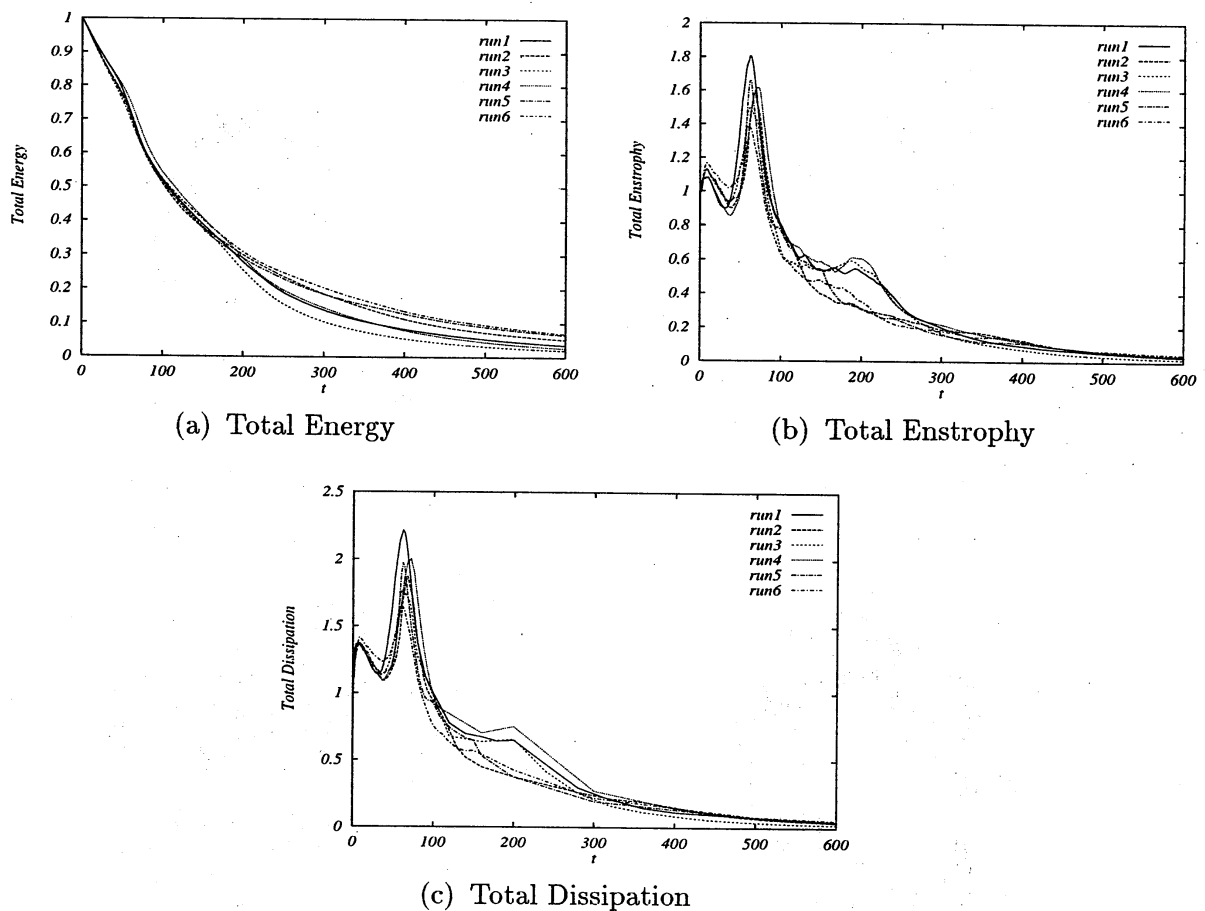 1
0.9
0.8
0.7
0.6
0.5
0.4
0.3
0.2
0.1
0
Total Energy
run1
run2
run3
run4
run5
run6
0 100 200 300 400 500 600
t
(a) Total Energy
2
1.8
1.6
1.4
1.2
1
0.8
0.6
0.4
0.2
0
Total Enstrophy
run1
run2
run3
run4
run5
run6
0 100 200 300 400 500 600
t
(b) Total Enstrophy
2.5
2
1.5
1
0.5
0
Total Dissipation
run1
run2
run3
run4
run5
run6
0 100 200 300 400 500 600
t
(c) Total Dissipation